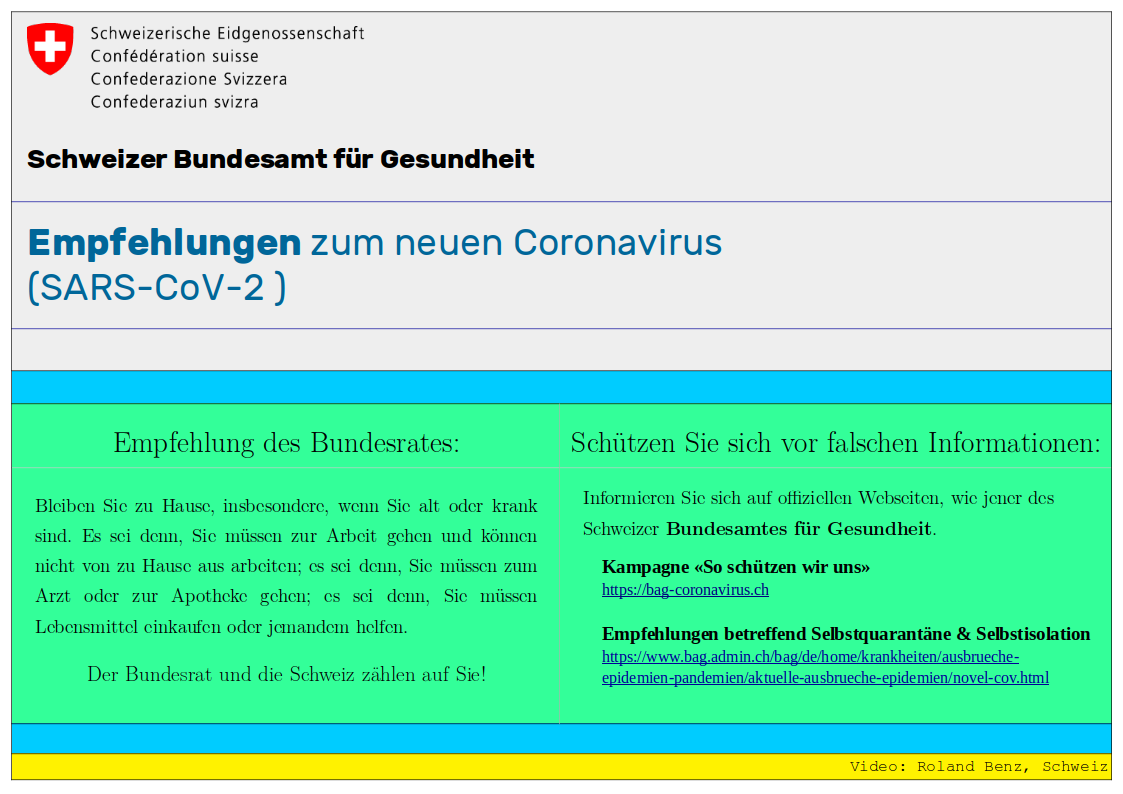 Schweizerische Eidgenossenschaft
Confédération suisse
Confederazione Svizzera
Confederaziun svizra
Schweizer Bundesamt für Gesundheit
Empfehlungen zum neuen Coronavirus
(SARS-CoV-2 )
Empfehlung des Bundesrates:
Bleiben Sie zu Hause, insbesondere, wenn Sie alt oder krank
sind. Es sei denn, Sie müssen zur Arbeit gehen und können
nicht von zu Hause aus arbeiten; es sei denn, Sie müssen zum
Arzt oder zur Apotheke gehen; es sei denn, Sie müssen
Lebensmittel einkaufen oder jemandem helfen.
Der Bundesrat und die Schweiz zählen auf Sie!
Schützen Sie sich vor falschen Informationen:
Informieren Sie sich auf offiziellen Webseiten, wie jener des
Schweizer Bundesamtes für Gesundheit.
Kampagne «So schützen wir uns»
https://bag-coronavirus.ch
Empfehlungen betreffend Selbstquarantäne & Selbstisolation
https://www.bag.admin.ch/bag/de/home/krankheiten/ausbrueche-
epidemien-pandemien/aktuelle-ausbrueche-epidemien/novel-cov.html
Video: Roland Benz, Schweiz